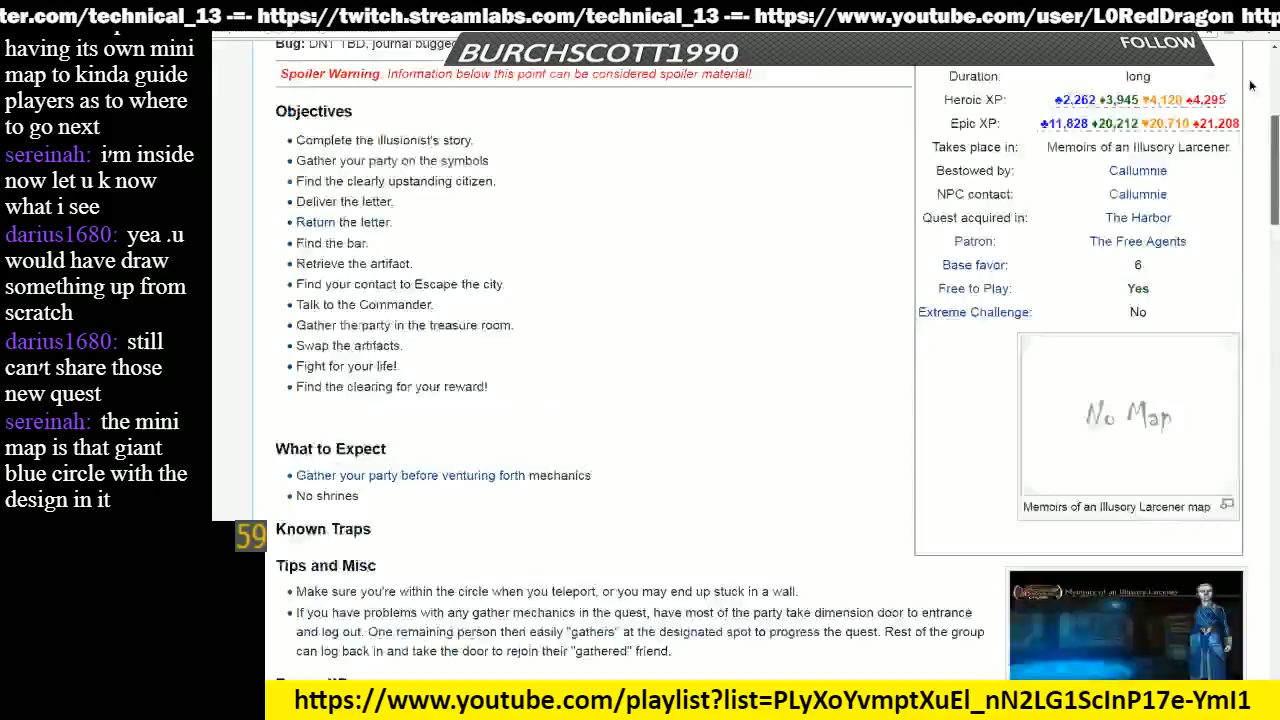 ter.com/technical_13 -=- https://twitch.streamlabs.com/technical_13 -=- https://www.youtube.com/user/L0RedDragon http
having its own mini
map to kinda guide
players as to where
to go next
sereinah: i'm inside
now let u k now
what i see
darius1680: yea .u
would have draw
something up from
scratch
darius1680: still
can't share those
new quest
sereinah: the mini
map is that giant
blue circle with the
design in it
BURCHSCOTT1990
FOLLOW
Bug: DNT TBD, journal bugged
Spoiler Warning: Information below this point can be considered spoiler material!
Objectives
• Complete the illusionist's story.
• Gather your party on the symbols
• Find the clearly upstanding citizen.
• Deliver the letter.
• Return the letter.
• Find the bar.
• Retrieve the artifact.
• Find your contact to Escape the city.
• Talk to the Commander.
• Gather the party in the treasure room.
• Swap the artifacts.
• Fight for your life!
• Find the clearing for your reward!
What to Expect
• Gather your party before venturing forth mechanics
• No shrines
59
Known Traps
Tips and Misc
• Make sure you're within the circle when you teleport, or you may end up stuck in a wall.
• If you have problems with any gather mechanics in the quest, have most of the party take dimension door to entrance
and log out. One remaining person then easily "gathers" at the designated spot to progress the quest. Rest of the group
can log back in and take the door to rejoin their "gathered" friend.
Duration: long
Heroic XP: ♣2,262 ♦3,945 ♥4,120 ♠4,295
Epic XP: ♣11,828 ♦20,212 ♥20,710 ♠21,208
Takes place in: Memoirs of an Illusory Larcener
Bestowed by: Callumnie
NPC contact: Callumnie
Quest acquired in: The Harbor
Patron: The Free Agents
Base favor: 6
Free to Play: Yes
Extreme Challenge: No
No Map
Memoirs of an Illusory Larcener map
Memoirs of an Illusory Larcener
https://www.youtube.com/playlist?list=PLyXoYvmptXuEl_nN2LG1ScInP17e-YmI1